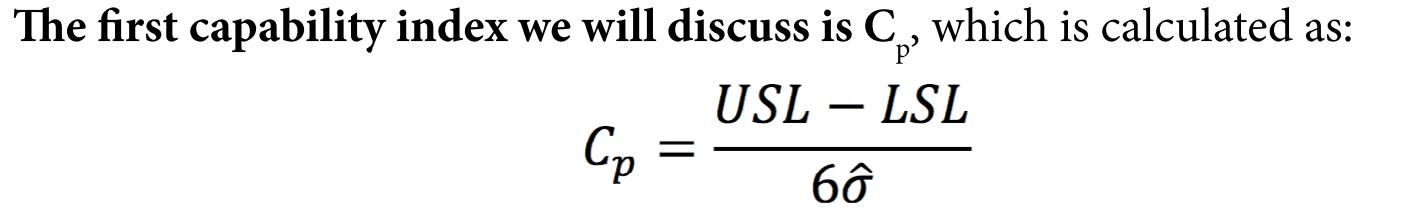 The first capability index we will discuss is Cₚ, which is calculated as:
Cₚ = (USL − LSL) / 6σ̂